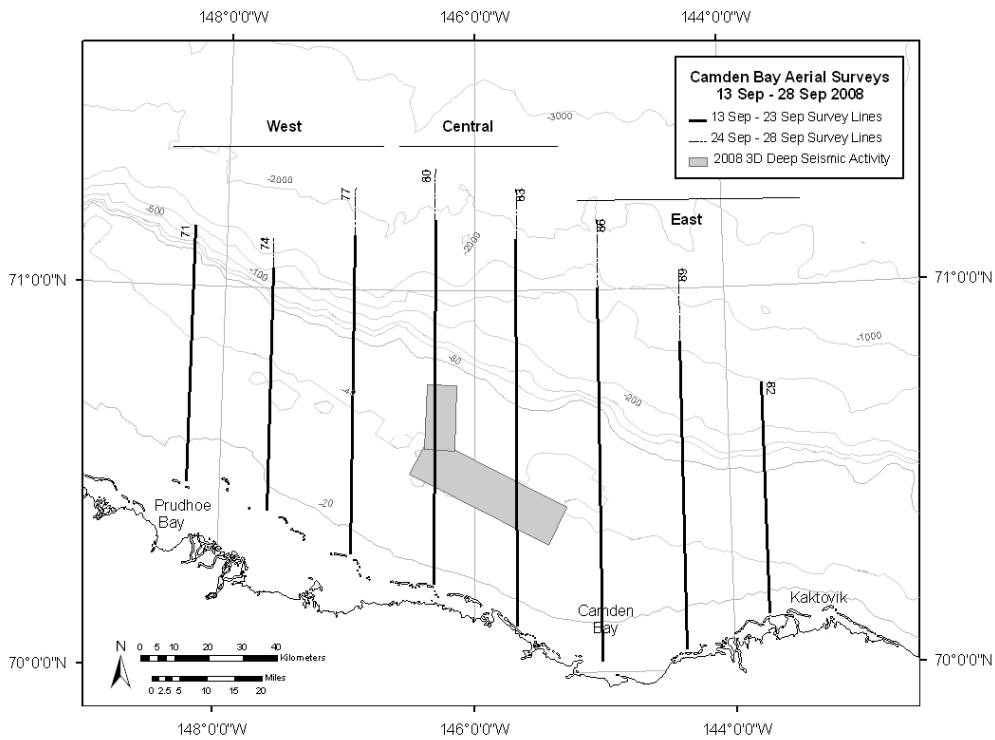 148°0'0"W 146°0'0"W 144°0'0"W
Camden Bay Aerial Surveys
13 Sep - 28 Sep 2008
13 Sep - 23 Sep Survey Lines
24 Sep - 28 Sep Survey Lines
2008 3D Deep Seismic Activity
-3000
West
Central
-2000
77
80
83
-500
71
74
-2000
86
East
-100
89
71°0'0"N
71°0'0"N
-1000
-80
-40
-200
82
-20
Prudhoe
Bay
Camden
Bay
Kaktovik
N
0 5 10 20 30 40
Kilometers
Miles
0 2.5 5 10 15 20
70°0'0"N
70°0'0"N
148°0'0"W 146°0'0"W 144°0'0"W